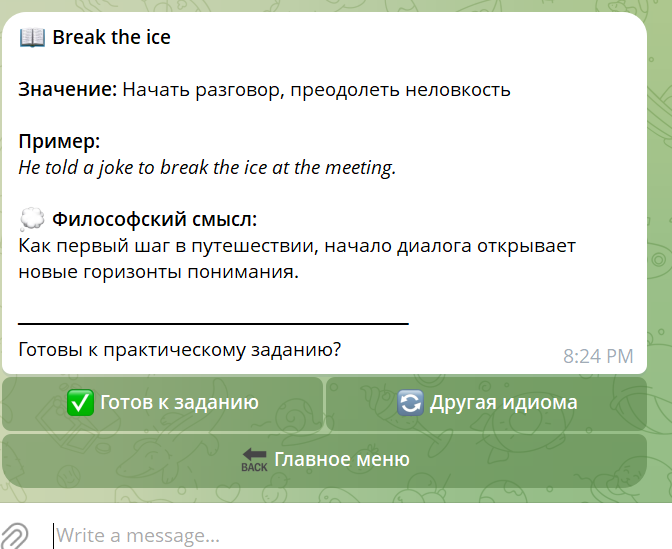 📖 Break the ice
Значение: Начать разговор, преодолеть неловкость
Пример:
He told a joke to break the ice at the meeting.
💭 Философский смысл:
Как первый шаг в путешествии, начало диалога открывает
новые горизонты понимания.
Готовы к практическому заданию?
8:24 PM
✅ Готов к заданию
🔄 Другая идиома
🔙 Главное меню
Write a message...